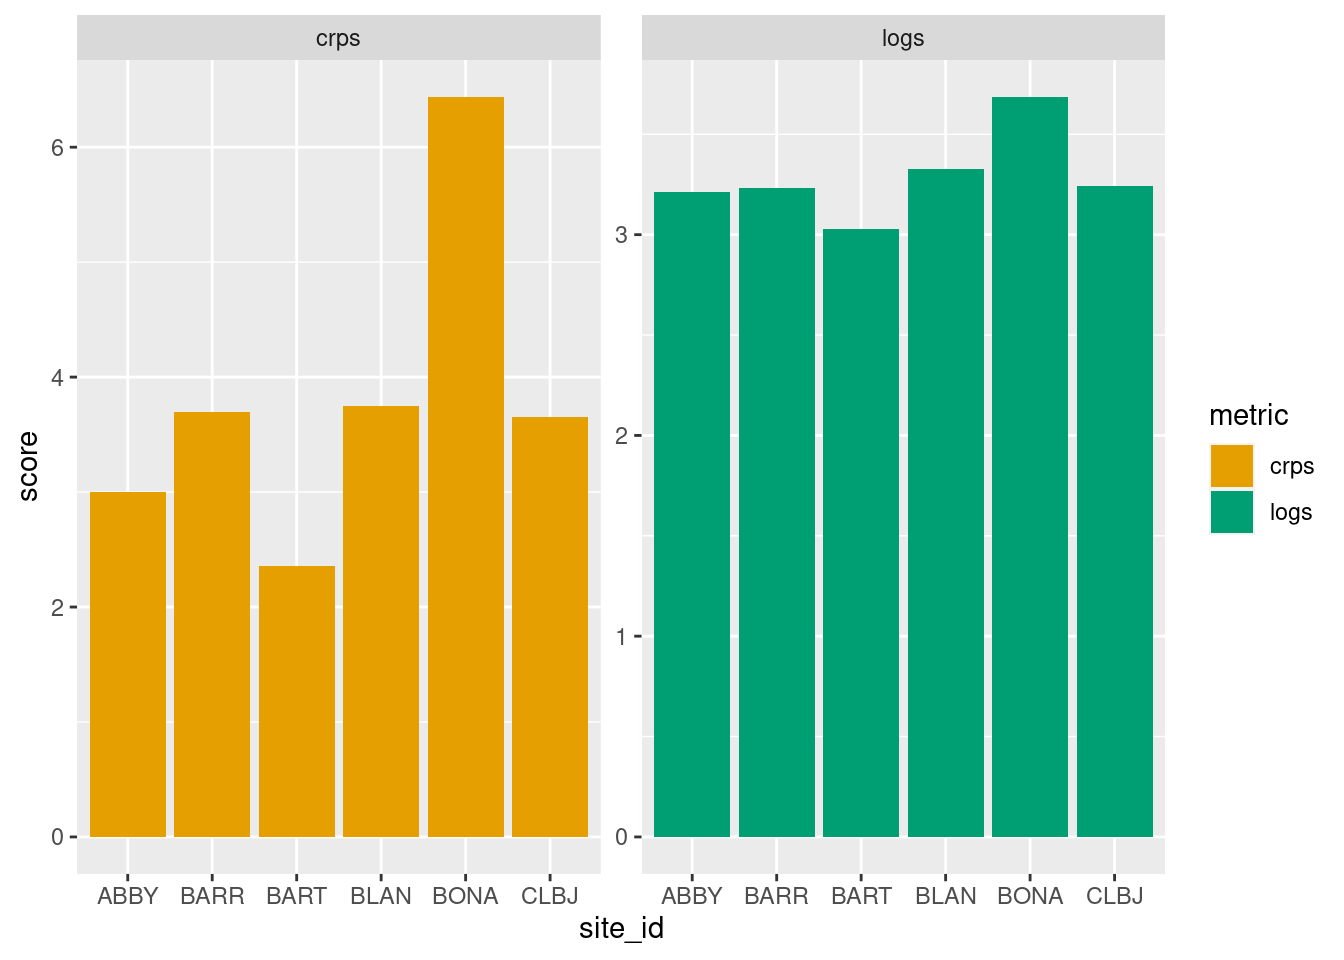 crps
logs
6
4
2
0
3
2
1
0
score
ABBY BARR BART BLAN BONA CLBJ
ABBY BARR BART BLAN BONA CLBJ
site_id
metric
crps
logs